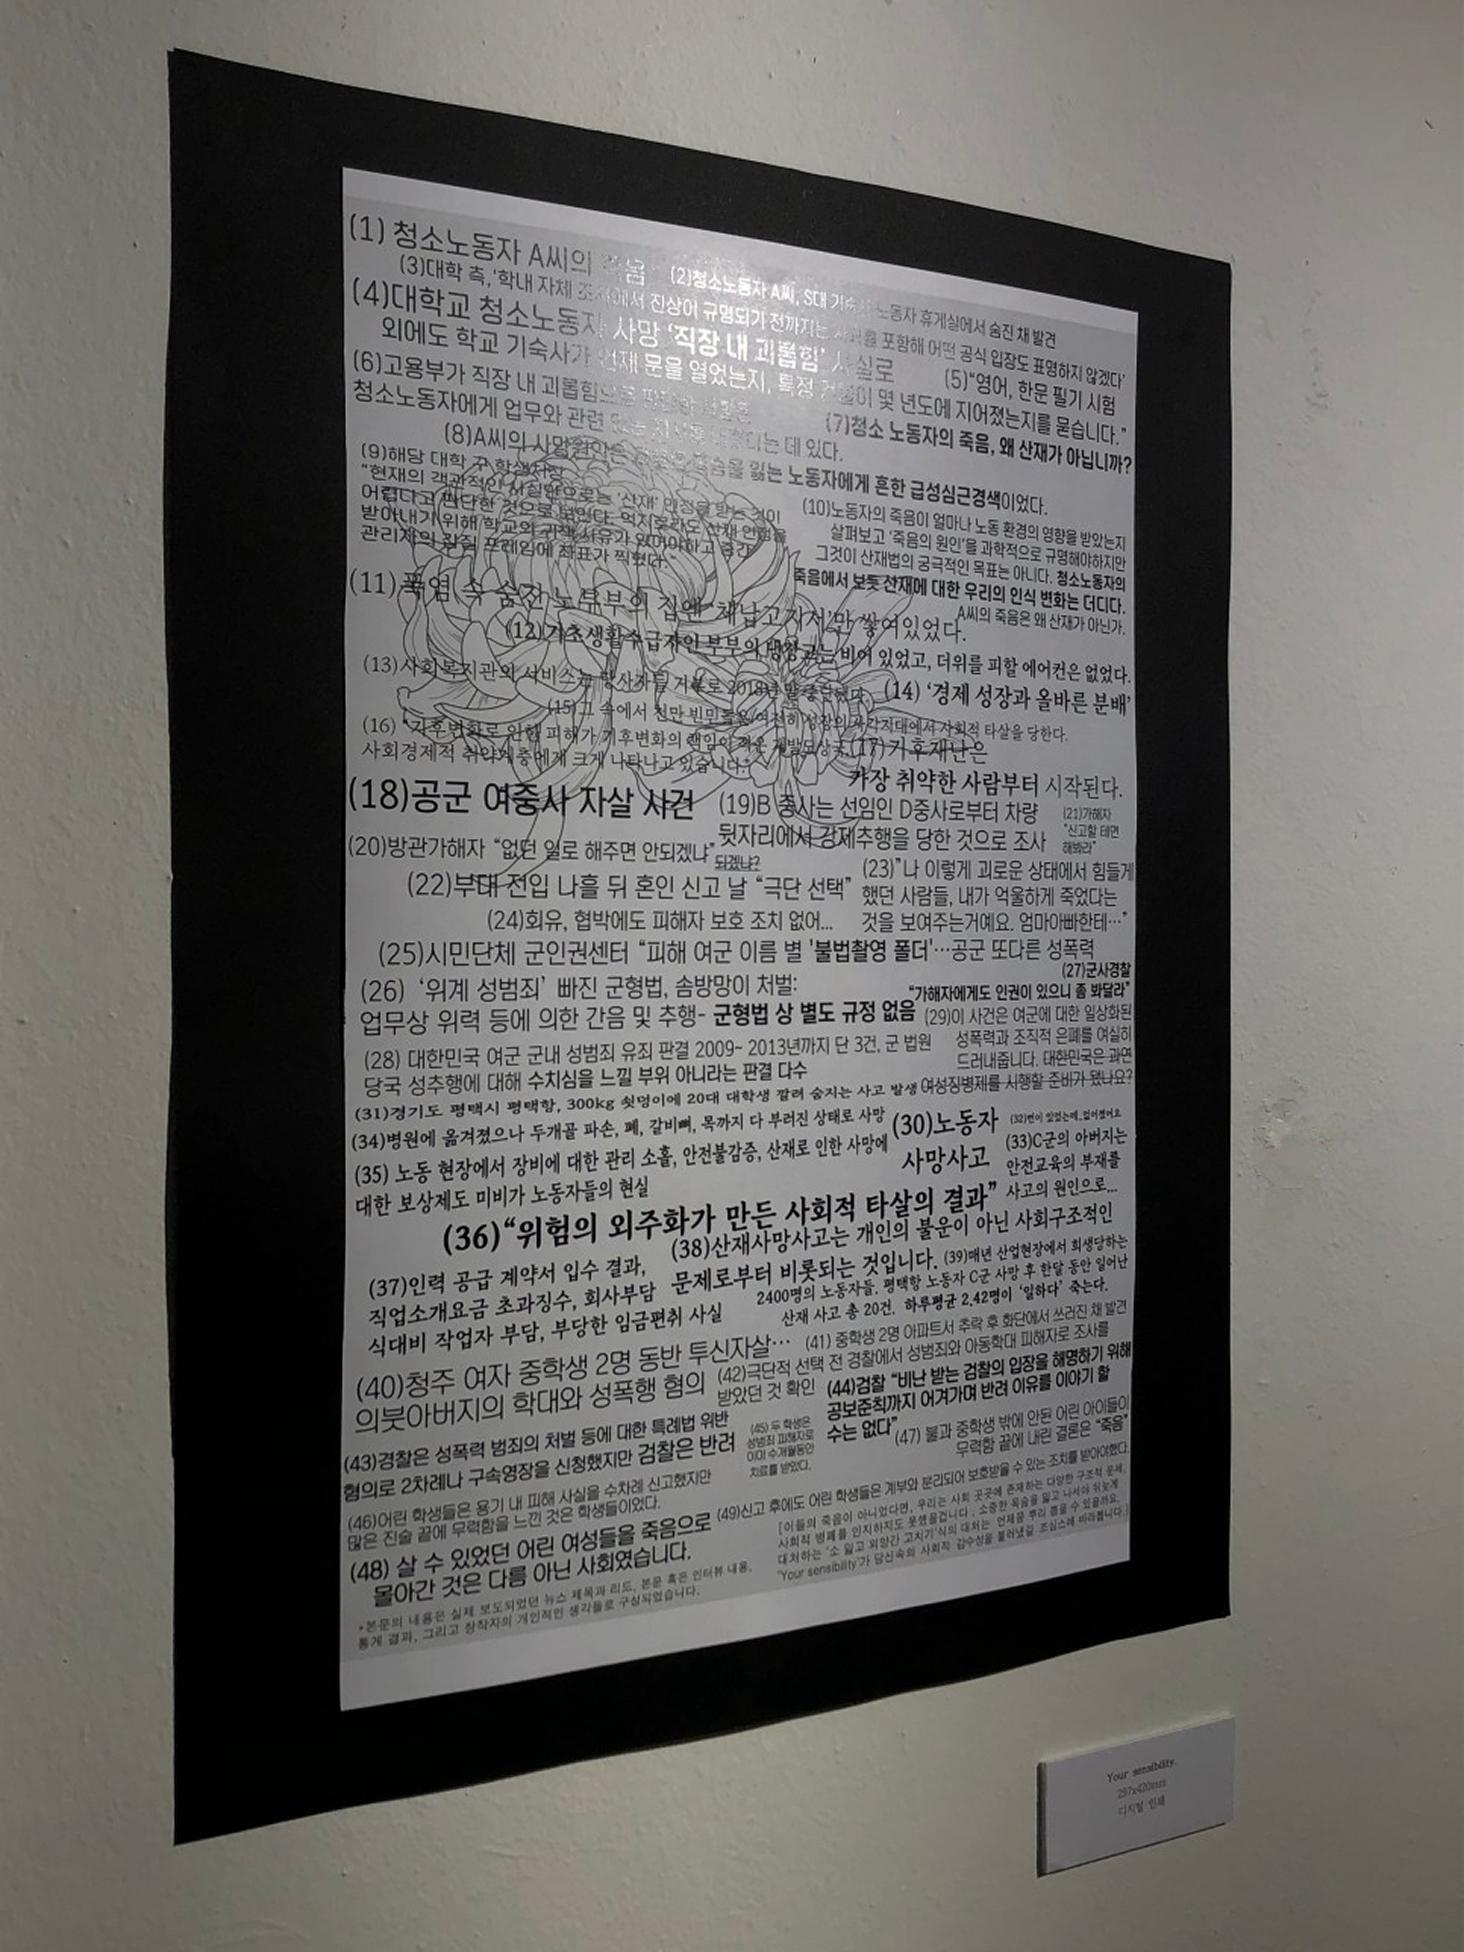 (1) 청소노동자 A씨의
(2)청소노동자 A씨, S대 노동자 휴게실에서 숨진 채 발견
(3)대학 측,'학내 자체 진상이 규명되기 전까지는 포함해 어떤 공식 입장도 표명하지 않겠다'
(4)대학교 청소노동자 사망 '직장 내 괴롭힘' 사실로
(5)"영어, 한문 필기 시험
외에도 학교 기숙사가 언제 문을 열었는지, 특정 건물이 몇 년도에 지어졌는지를 묻습니다."
(6)고용부가 직장 내 괴롭힘으로
청소노동자에게 업무와 관련 는 데 있다.
(7)청소 노동자의 죽음, 왜 산재가 아닙니까?
(8)A씨의 사망원인은 목숨을 잃는 노동자에게 흔한 급성심근경색이었다.
(9)해당 대학 구 학생처장
"현재의 객관적인 사실만으로는 '산재' 인정을 받는 것이
어렵다고 판단한 것으로 보인다. 산재 인정을
받아내기 위해 학교의 귀책 사유가 있어야하고 중간
관리자의 갑질 프레임에 좌표가 찍혔다."
(10)노동자의 죽음이 얼마나 노동 환경의 영향을 받았는지
살펴보고 '죽음의 원인'을 과학적으로 규명해야하지만
그것이 산재법의 궁극적인 목표는 아니다. 청소노동자의
죽음에서 보듯 산재에 대한 우리의 인식 변화는 더디다.
A씨의 죽음은 왜 산재가 아닌가.
(11)폭염 속 숨진 노부부의 집엔 '체납고지서'만 쌓여있었다.
(12)기초생활수급자인 부부의 냉장고는 비어 있었고, 더위를 피할 에어컨은 없었다.
(13)사회복지관의 서비스는 당사자들 거부로 2018년 말 중단됐다.
(14) '경제 성장과 올바른 분배'
(15)그 속에서 천만 빈민들은 여전히 성장의 사각지대에서 사회적 타살을 당한다.
(16) "기후변화로 인한 피해가 기후변화의 책임이 적은 개발도상국,
사회경제적 취약계층에게 크게 나타나고 있습니다."
(17)기후재난은
가장 취약한 사람부터 시작된다.
(18)공군 여중사 자살 사건
(19)B 중사는 선임인 D중사로부터 차량
뒷자리에서 강제추행을 당한 것으로 조사
(20)방관가해자 "없던 일로 해주면 안되겠냐"
되겠냐?
(21)가해자
"신고할 테면
해봐라"
(22)부대 전입 나흘 뒤 혼인 신고 날 "극단 선택"
(23)"나 이렇게 괴로운 상태에서 힘들게
했던 사람들, 내가 억울하게 죽었다는
것을 보여주는거예요. 엄마아빠한테…"
(24)회유, 협박에도 피해자 보호 조치 없어...
(25)시민단체 군인권센터 "피해 여군 이름 별 '불법촬영 폴더'…공군 또다른 성폭력
(26) '위계 성범죄' 빠진 군형법, 솜방망이 처벌:
업무상 위력 등에 의한 간음 및 추행- 군형법 상 별도 규정 없음
(27)군사경찰
"가해자에게도 인권이 있으니 좀 봐달라"
(28) 대한민국 여군 군내 성범죄 유죄 판결 2009~ 2013년까지 단 3건, 군 법원
당국 성추행에 대해 수치심을 느낄 부위 아니라는 판결 다수
(29)이 사건은 여군에 대한 일상화된
성폭력과 조직적 은폐를 여실히
드러내줍니다. 대한민국은 과연
여성징병제를 시행할 준비가 됐나요?
(31)경기도 평택시 평택항, 300kg 쇳덩이에 20대 대학생 깔려 숨지는 사고 발생
(34)병원에 옮겨졌으나 두개골 파손, 폐, 갈비뼈, 목까지 다 부러진 상태로 사망
(30)노동자
사망사고
(33)C군의 아버지는
안전교육의 부재를
사고의 원인으로...
(35) 노동 현장에서 장비에 대한 관리 소홀, 안전불감증, 산재로 인한 사망에
대한 보상제도 미비가 노동자들의 현실
(36)"위험의 외주화가 만든 사회적 타살의 결과"
(37)인력 공급 계약서 입수 결과,
직업소개요금 초과징수, 회사부담
식대비 작업자 부담, 부당한 임금편취 사실
(38)산재사망사고는 개인의 불운이 아닌 사회구조적인
문제로부터 비롯되는 것입니다.
(39)매년 산업현장에서 희생당하는
2400명의 노동자들. 평택항 노동자 C군 사망 후 한달 동안 일어난
산재 사고 총 20건, 하루평균 2.42명이 '일하다' 죽는다.
(40)청주 여자 중학생 2명 동반 투신자살…
의붓아버지의 학대와 성폭행 혐의
(41) 중학생 2명 아파트서 추락 후 화단에서 쓰러진 채 발견
(42)극단적 선택 전 경찰에서 성범죄와 아동학대 피해자로 조사를
받았던 것 확인
(43)경찰은 성폭력 범죄의 처벌 등에 대한 특례법 위반
혐의로 2차례나 구속영장을 신청했지만 검찰은 반려
(44)검찰 "비난 받는 검찰의 입장을 해명하기 위해
공보준칙까지 어겨가며 반려 이유를 이야기 할
수는 없다"
(45) 두 학생은
성범죄 피해자로
이미 수개월동안
치료를 받았다.
(46)어린 학생들은 용기 내 피해 사실을 수차례 신고했지만
많은 진술 끝에 무력함을 느낀 것은 학생들이었다.
(47) 불과 중학생 밖에 안된 어린 아이들이
무력함 끝에 내린 결론은 "죽음"
(48) 살 수 있었던 어린 여성들을 죽음으로
몰아간 것은 다름 아닌 사회였습니다.
(49)신고 후에도 어린 학생들은 계부와 분리되어 보호받을 수 있는 조치를 받아야했다.
[이들의 죽음이 아니었다면, 우리는 사회 곳곳에 존재하는 다양한 구조적 문제,
사회적 병폐를 인지하지도 못했을겁니다. 소중한 목숨을 잃고 나서야 뒤늦게
대처하는 '소 잃고 외양간 고치기'식의 대처는 언제쯤 뿌리 뽑을 수 있을까요.
'Your sensibility'가 당신속의 사회적 감수성을 불러냈길 조심스레 바라봅니다.]
*본문의 내용은 실제 보도되었던 뉴스 제목과 리드, 본문 혹은 인터뷰 내용,
통계 결과, 그리고 창작자의 개인적인 생각들로 구성되었습니다.
Your sensibility.
297x420mm
디지털 인쇄